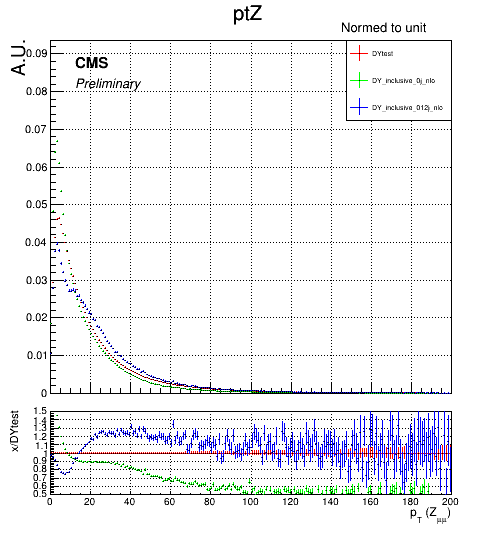 ptZ
Normed to unit
A.U.
CMS
Preliminary
DYtest
DY_inclusive_0j_nlo
DY_inclusive_012j_nlo
0.09
0.08
0.07
0.06
0.05
0.04
0.03
0.02
0.01
0
x/DYtest
1.5
1.4
1.3
1.2
1.1
1
0.9
0.8
0.7
0.6
0.5
0 20 40 60 80 100 120 140 160 180 200
p_T (Z_μμ)